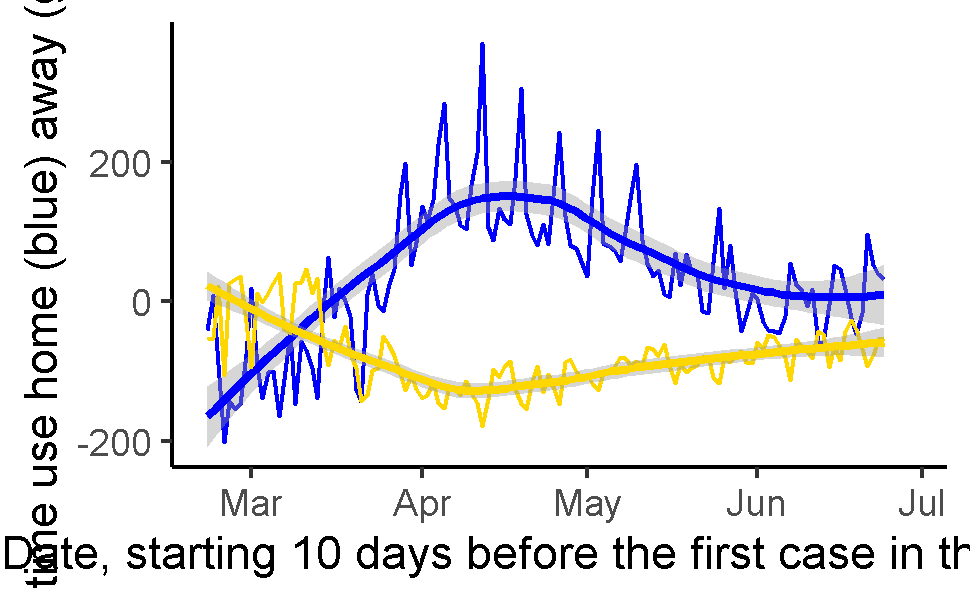 time use home (blue) away (
200
0
-200
Mar Apr May Jun Jul
Date, starting 10 days before the first case in th